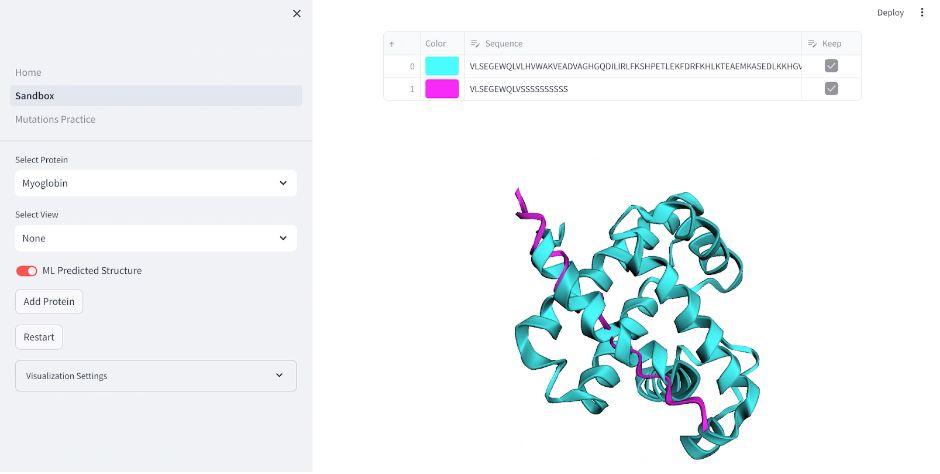 Deploy
Color Sequence Keep
0 VLSEGEWQLVLHVWAKVEADVAGHGQDILIRLFKSHPETLEKFDRFKHLKTEAEMKASEDLKKHGV
1 VLSEGEWQLVSSSSSSSSSS
Home
Sandbox
Mutations Practice
Select Protein
Myoglobin
Select View
None
ML Predicted Structure
Add Protein
Restart
Visualization Settings